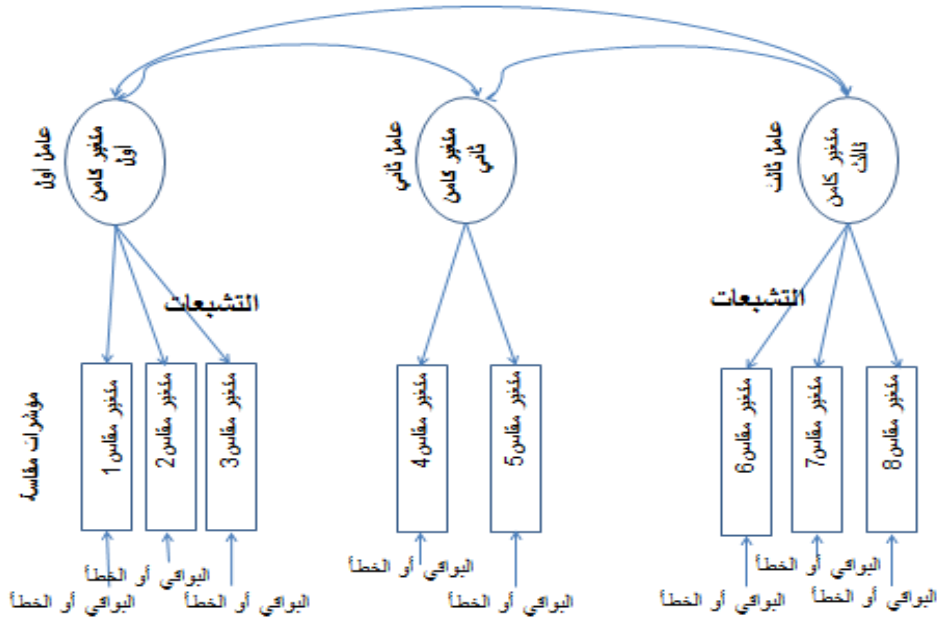 عامل أول
متغير كامن
أول
عامل ثاني
متغير كامن
ثاني
عامل ثالث
متغير كامن
ثالث
التشبعات
التشبعات
مؤشرات مقاسة
متغير مقاس1
متغير مقاس2
متغير مقاس3
متغير مقاس4
متغير مقاس5
متغير مقاس6
متغير مقاس7
متغير مقاس8
البواقي أو الخطأ
البواقي أو الخطأ
البواقي أو الخطأ
البواقي أو الخطأ
البواقي أو الخطأ
البواقي أو الخطأ
البواقي أو الخطأ
البواقي أو الخطأ